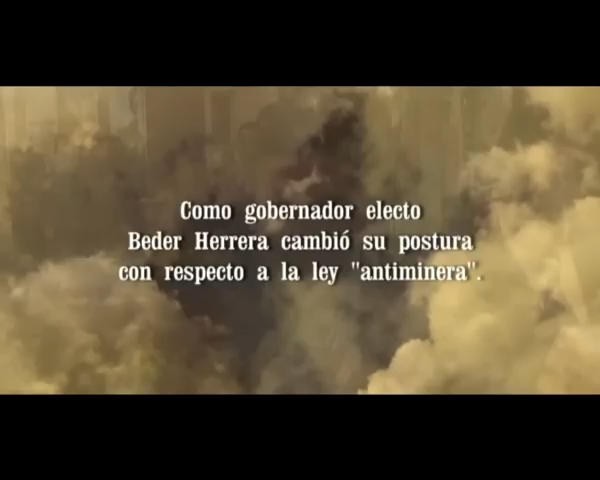 Como gobernador electo
Beder Herrera cambió su postura
con respecto a la ley "antiminera".